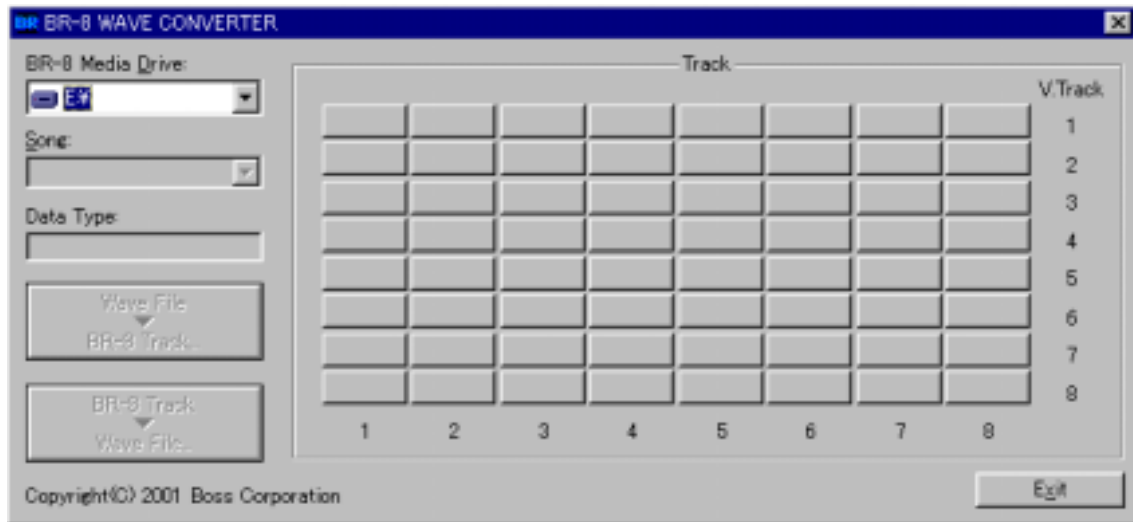 BR BR-8 WAVE CONVERTER
BR-8 Media Drive:
E:¥
Song:
Data Type:
Wave File
BR-8 Track...
BR-8 Track
Wave File...
Track
V.Track
1
2
3
4
5
6
7
8
1 2 3 4 5 6 7 8
Copyright(C) 2001 Boss Corporation
Exit